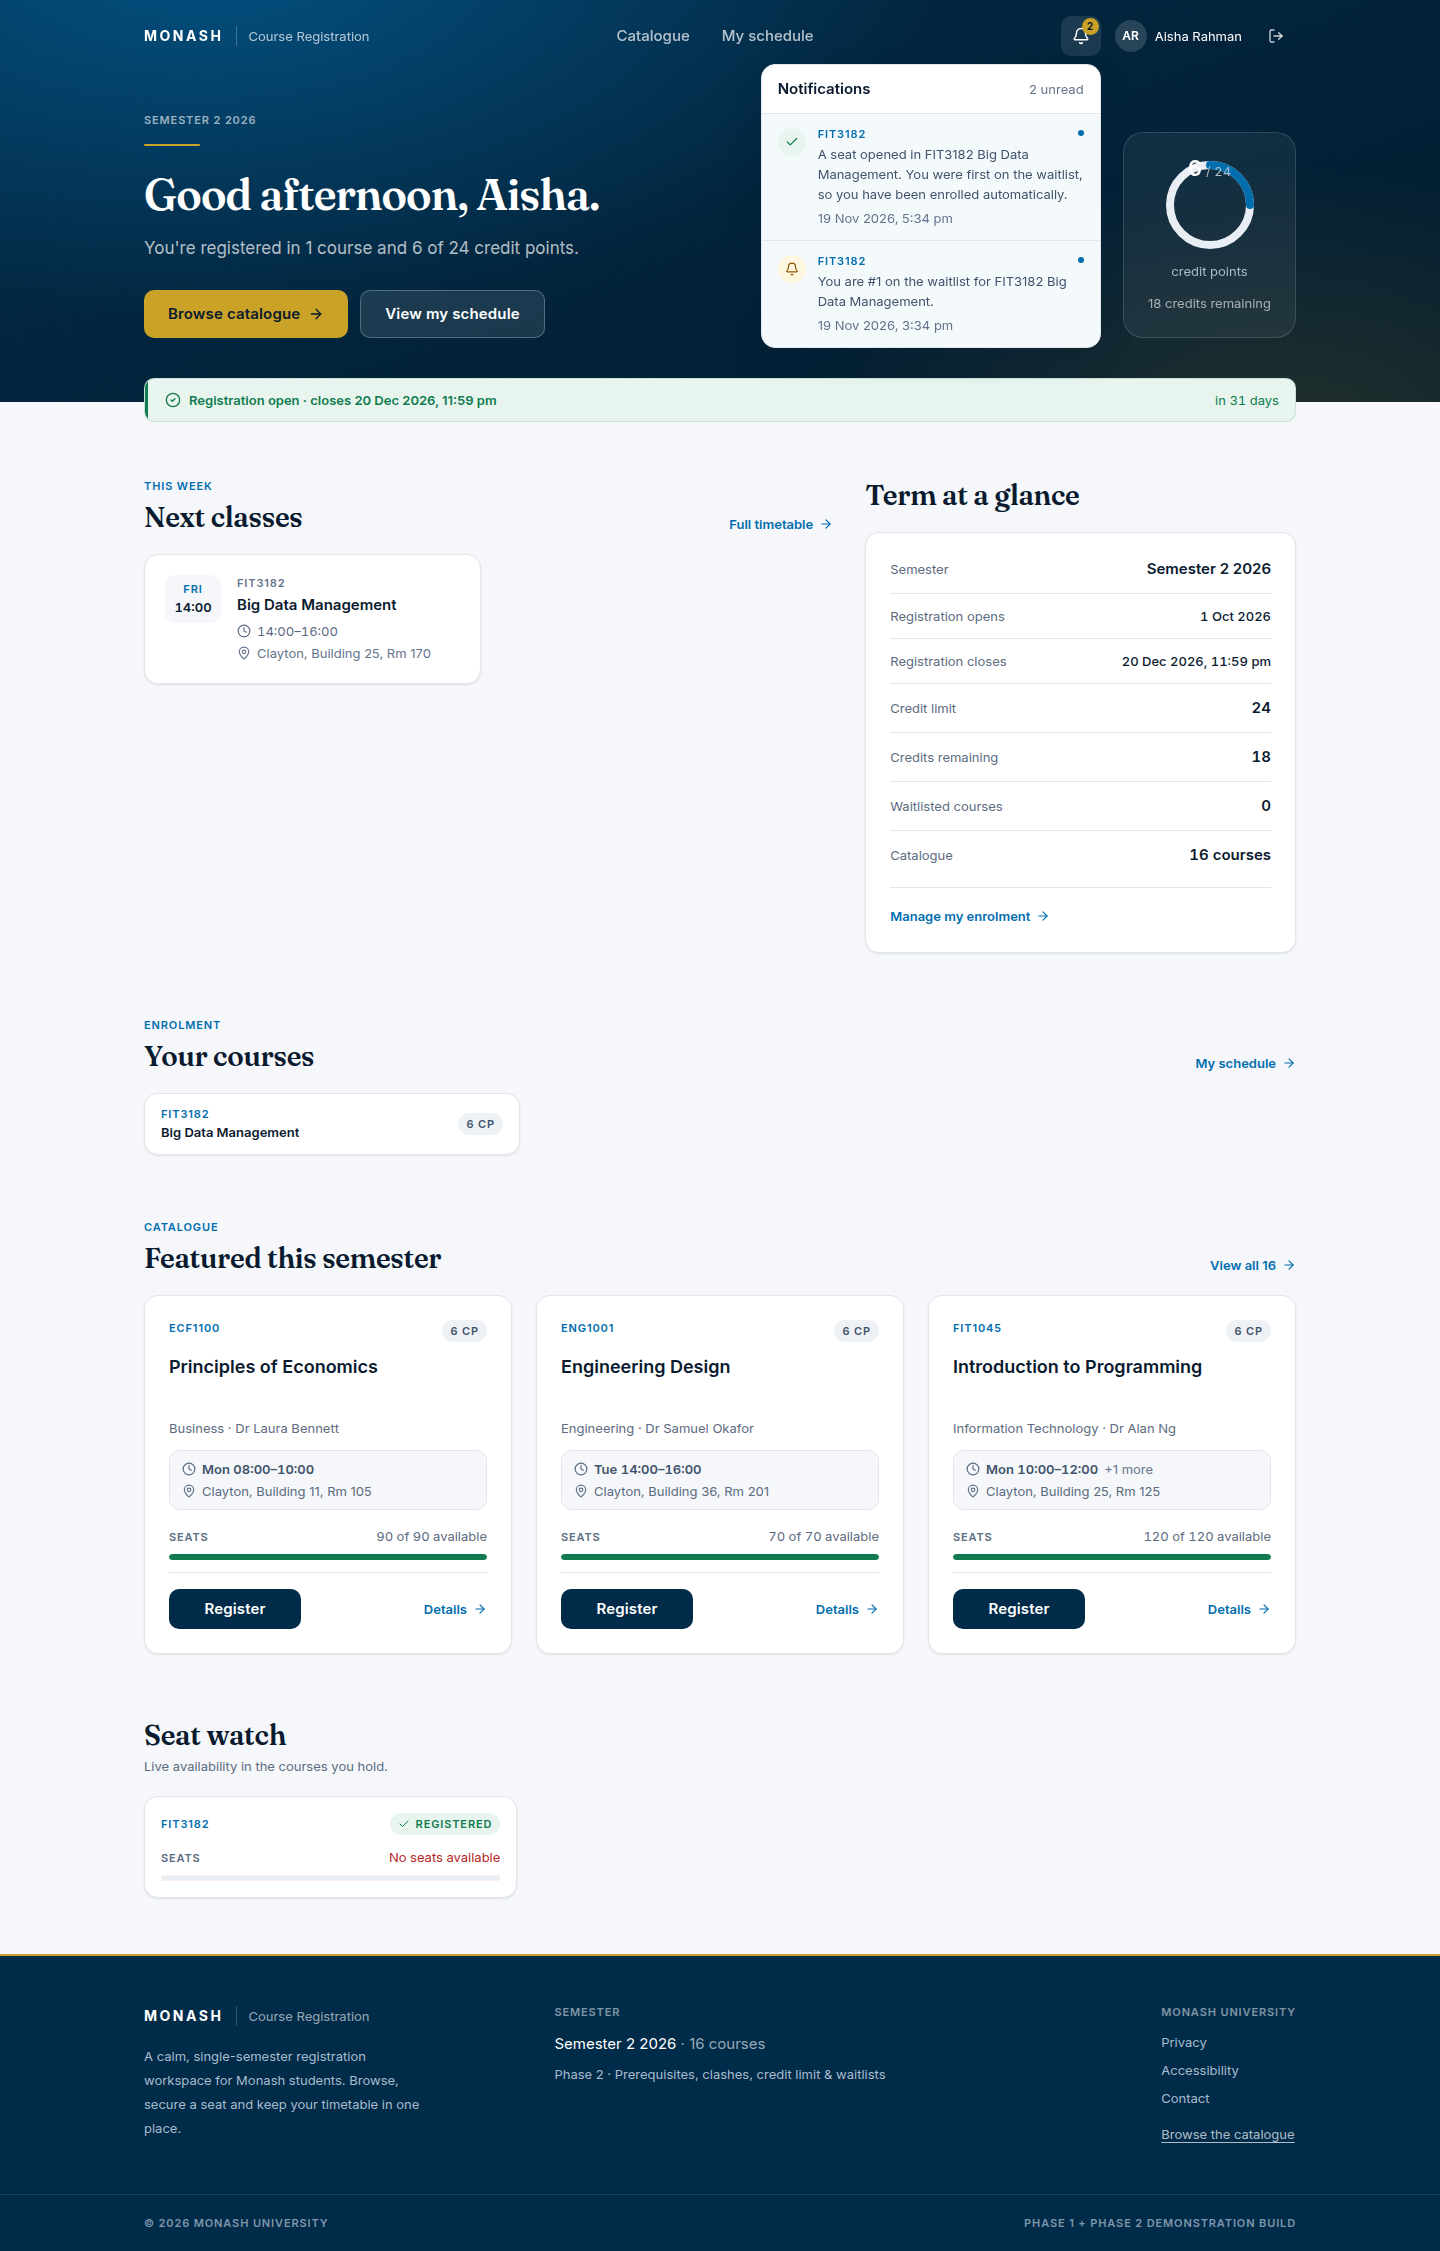 MONASH
Course Registration
Catalogue
My schedule
2
AR
Aisha Rahman
Notifications
2 unread
FIT3182
A seat opened in FIT3182 Big Data
Management. You were first on the waitlist,
so you have been enrolled automatically.
19 Nov 2026, 5:34 pm
FIT3182
You are #1 on the waitlist for FIT3182 Big
Data Management.
19 Nov 2026, 3:34 pm
SEMESTER 2 2026
Good afternoon, Aisha.
You're registered in 1 course and 6 of 24 credit points.
Browse catalogue
View my schedule
6 / 24
credit points
18 credits remaining
Registration open · closes 20 Dec 2026, 11:59 pm
in 31 days
THIS WEEK
Next classes
Full timetable
FRI
14:00
FIT3182
Big Data Management
14:00–16:00
Clayton, Building 25, Rm 170
Term at a glance
Semester
Semester 2 2026
Registration opens
1 Oct 2026
Registration closes
20 Dec 2026, 11:59 pm
Credit limit
24
Credits remaining
18
Waitlisted courses
0
Catalogue
16 courses
Manage my enrolment
ENROLMENT
Your courses
My schedule
FIT3182
Big Data Management
6 CP
CATALOGUE
Featured this semester
View all 16
ECF1100
6 CP
Principles of Economics
Business · Dr Laura Bennett
Mon 08:00–10:00
Clayton, Building 11, Rm 105
SEATS
90 of 90 available
Register
Details
ENG1001
6 CP
Engineering Design
Engineering · Dr Samuel Okafor
Tue 14:00–16:00
Clayton, Building 36, Rm 201
SEATS
70 of 70 available
Register
Details
FIT1045
6 CP
Introduction to Programming
Information Technology · Dr Alan Ng
Mon 10:00–12:00 +1 more
Clayton, Building 25, Rm 125
SEATS
120 of 120 available
Register
Details
Seat watch
Live availability in the courses you hold.
FIT3182
REGISTERED
SEATS
No seats available
MONASH
Course Registration
A calm, single-semester registration
workspace for Monash students. Browse,
secure a seat and keep your timetable in one
place.
SEMESTER
Semester 2 2026 · 16 courses
Phase 2 · Prerequisites, clashes, credit limit & waitlists
MONASH UNIVERSITY
Privacy
Accessibility
Contact
Browse the catalogue
© 2026 MONASH UNIVERSITY
PHASE 1 + PHASE 2 DEMONSTRATION BUILD